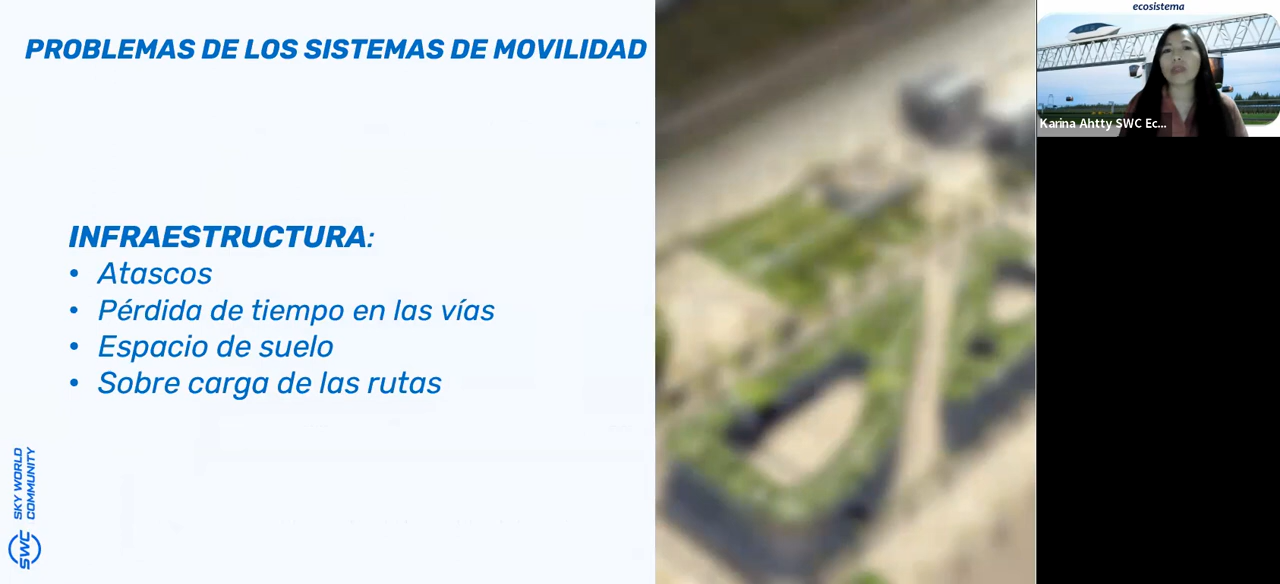 PROBLEMAS DE LOS SISTEMAS DE MOVILIDAD
INFRAESTRUCTURA:
• Atascos
• Pérdida de tiempo en las vías
• Espacio de suelo
• Sobre carga de las rutas
SWC
SKY WORLD
COMMUNITY
ecosistema
Karina Ahtty SWC Ec...